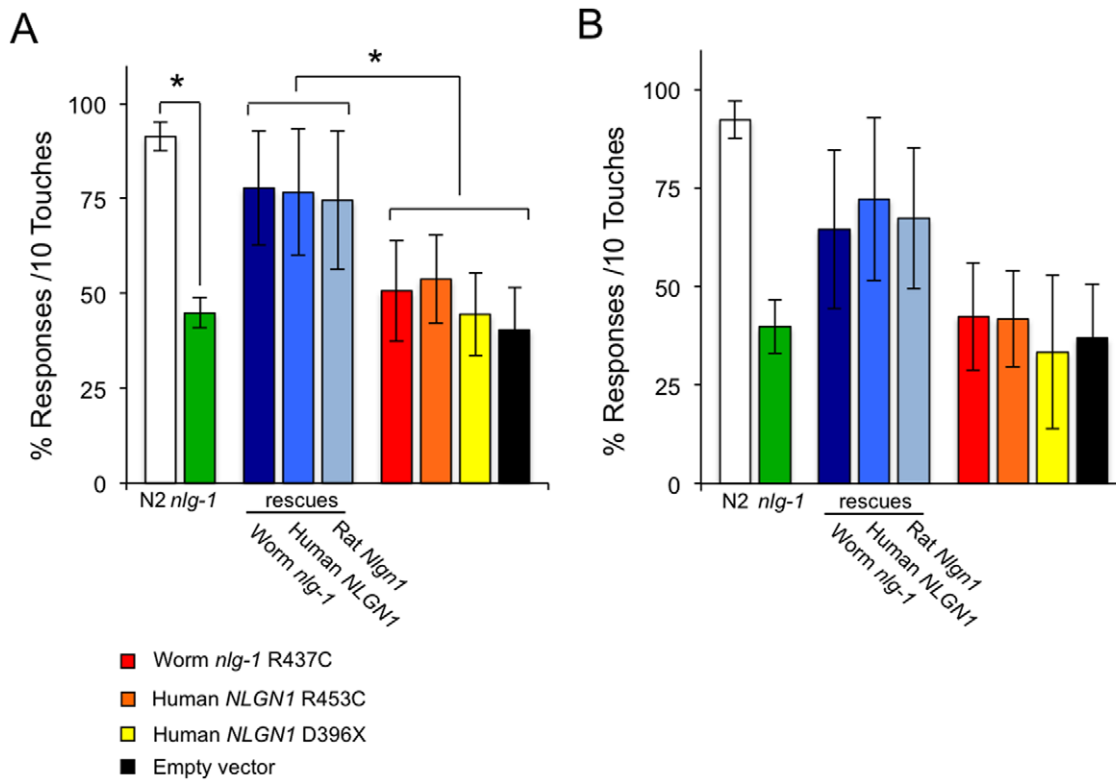 A
% Responses /10 Touches
100
75
50
25
0
*
*
N2 nlg-1
rescues
Worm nlg-1
Human NLGN1
Rat Nlgn1
B
% Responses /10 Touches
100
75
50
25
0
N2 nlg-1
rescues
Worm nlg-1
Human NLGN1
Rat Nlgn1
Worm nlg-1 R437C
Human NLGN1 R453C
Human NLGN1 D396X
Empty vector